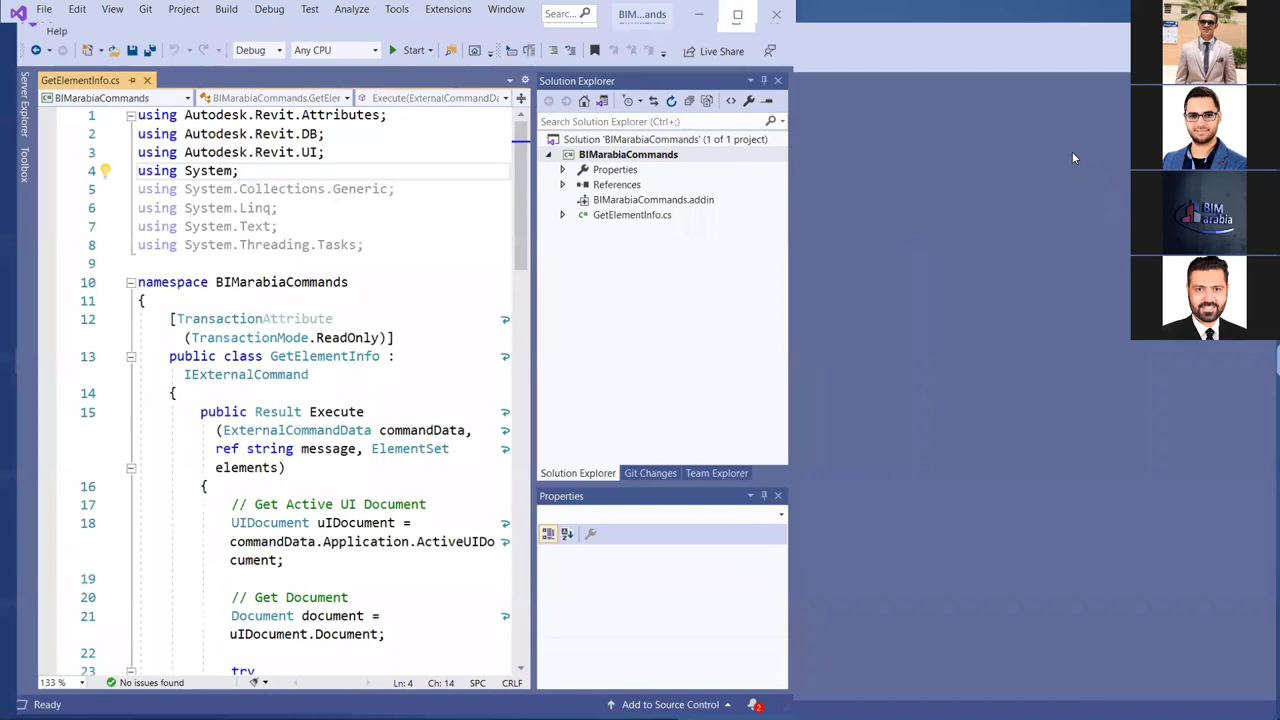 File Edit View Git Project Build Debug Test Analyze Tools Extensions Window Searc... BIM...ands
Help
Debug Any CPU Start Live Share
Server Explorer
Toolbox
GetElementInfo.cs
BIMarabiaCommands BIMarabiaCommands.GetEler Execute(ExternalCommandDa
1 using Autodesk.Revit.Attributes;
2 using Autodesk.Revit.DB;
3 using Autodesk.Revit.UI;
4 using System;
5 using System.Collections.Generic;
6 using System.Linq;
7 using System.Text;
8 using System.Threading.Tasks;
9
10 namespace BIMarabiaCommands
11 {
12 [TransactionAttribute
(TransactionMode.ReadOnly)]
13 public class GetElementInfo :
IExternalCommand
14 {
15 public Result Execute
(ExternalCommandData commandData,
ref string message, ElementSet
elements)
16 {
17 // Get Active UI Document
18 UIDocument uIDocument =
commandData.Application.ActiveUIDo
cument;
19
20 // Get Document
21 Document document =
uIDocument.Document;
22
23 try
133 % No issues found Ln: 4 Ch: 14 SPC CRLF
Solution Explorer
Search Solution Explorer (Ctrl+;)
Solution 'BIMarabiaCommands' (1 of 1 project)
BIMarabiaCommands
Properties
References
BIMarabiaCommands.addin
GetElementInfo.cs
Solution Explorer Git Changes Team Explorer
Properties
Ready Add to Source Control 2
BIM
arabia